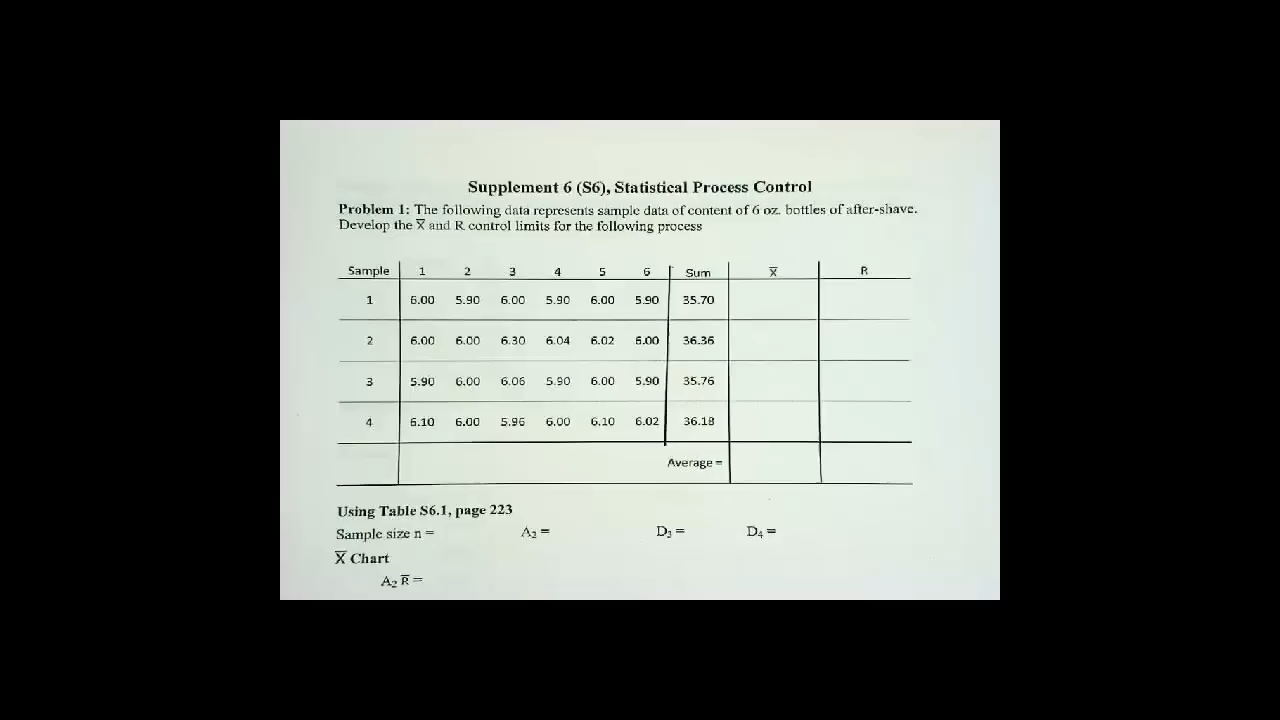 Supplement 6 (S6), Statistical Process Control
Problem 1: The following data represents sample data of content of 6 oz. bottles of after-shave.
Develop the X̅ and R control limits for the following process
Sample 1 2 3 4 5 6 Sum X̅ R
1 6.00 5.90 6.00 5.90 6.00 5.90 35.70
2 6.00 6.00 6.30 6.04 6.02 6.00 36.36
3 5.90 6.00 6.06 5.90 6.00 5.90 35.76
4 6.10 6.00 5.96 6.00 6.10 6.02 36.18
Average =
Using Table S6.1, page 223
Sample size n = A₂ = D₃ = D₄ =
X̅ Chart
A₂ R̅ =